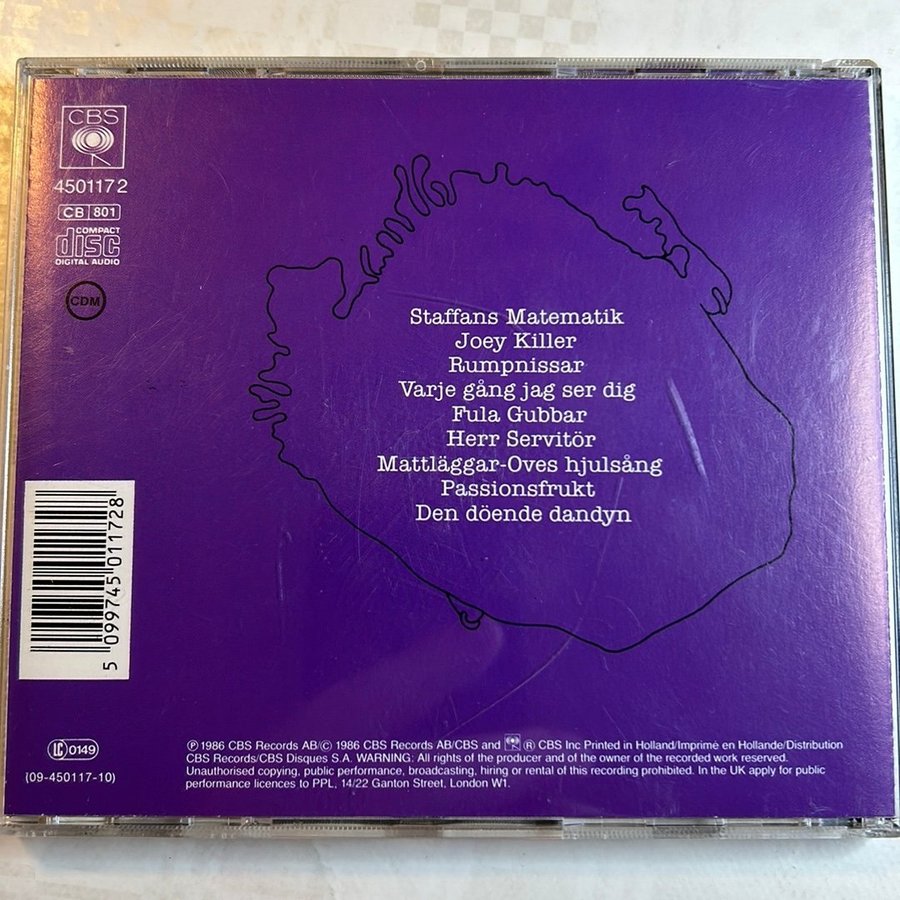 CBS
450117 2
CB 801
COMPACT
disc
DIGITAL AUDIO
CDM
Staffans Matematik
Joey Killer
Rumpnissar
Varje gång jag ser dig
Fula Gubbar
Herr Servitör
Mattläggar-Oves hjulsång
Passionsfrukt
Den döende dandyn
5 099745 011728
LC 0149
(09-450117-10)
℗ 1986 CBS Records AB/© 1986 CBS Records AB/CBS and ® CBS Inc Printed in Holland/Imprimé en Hollande/Distribution
CBS Records/CBS Disques S.A. WARNING: All rights of the producer and of the owner of the recorded work reserved.
Unauthorised copying, public performance, broadcasting, hiring or rental of this recording prohibited. In the UK apply for public
performance licences to PPL, 14/22 Ganton Street, London W1.